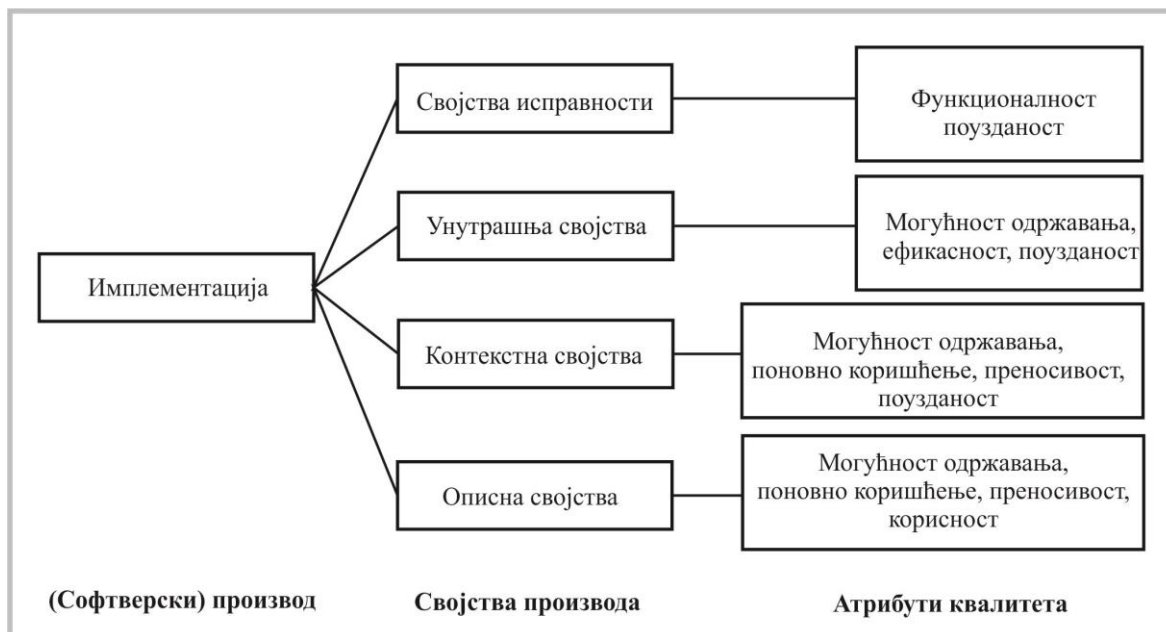 Својства исправности
Функционалност
поузданост
Унутрашња својства
Могућност одржавања,
ефикасност, поузданост
Имплементација
Контекстна својства
Могућност одржавања,
поновно коришћење, преносивост,
поузданост
Описна својства
Могућност одржавања,
поновно коришћење, преносивост,
корисност
(Софтверски) производ
Својства производа
Атрибути квалитета